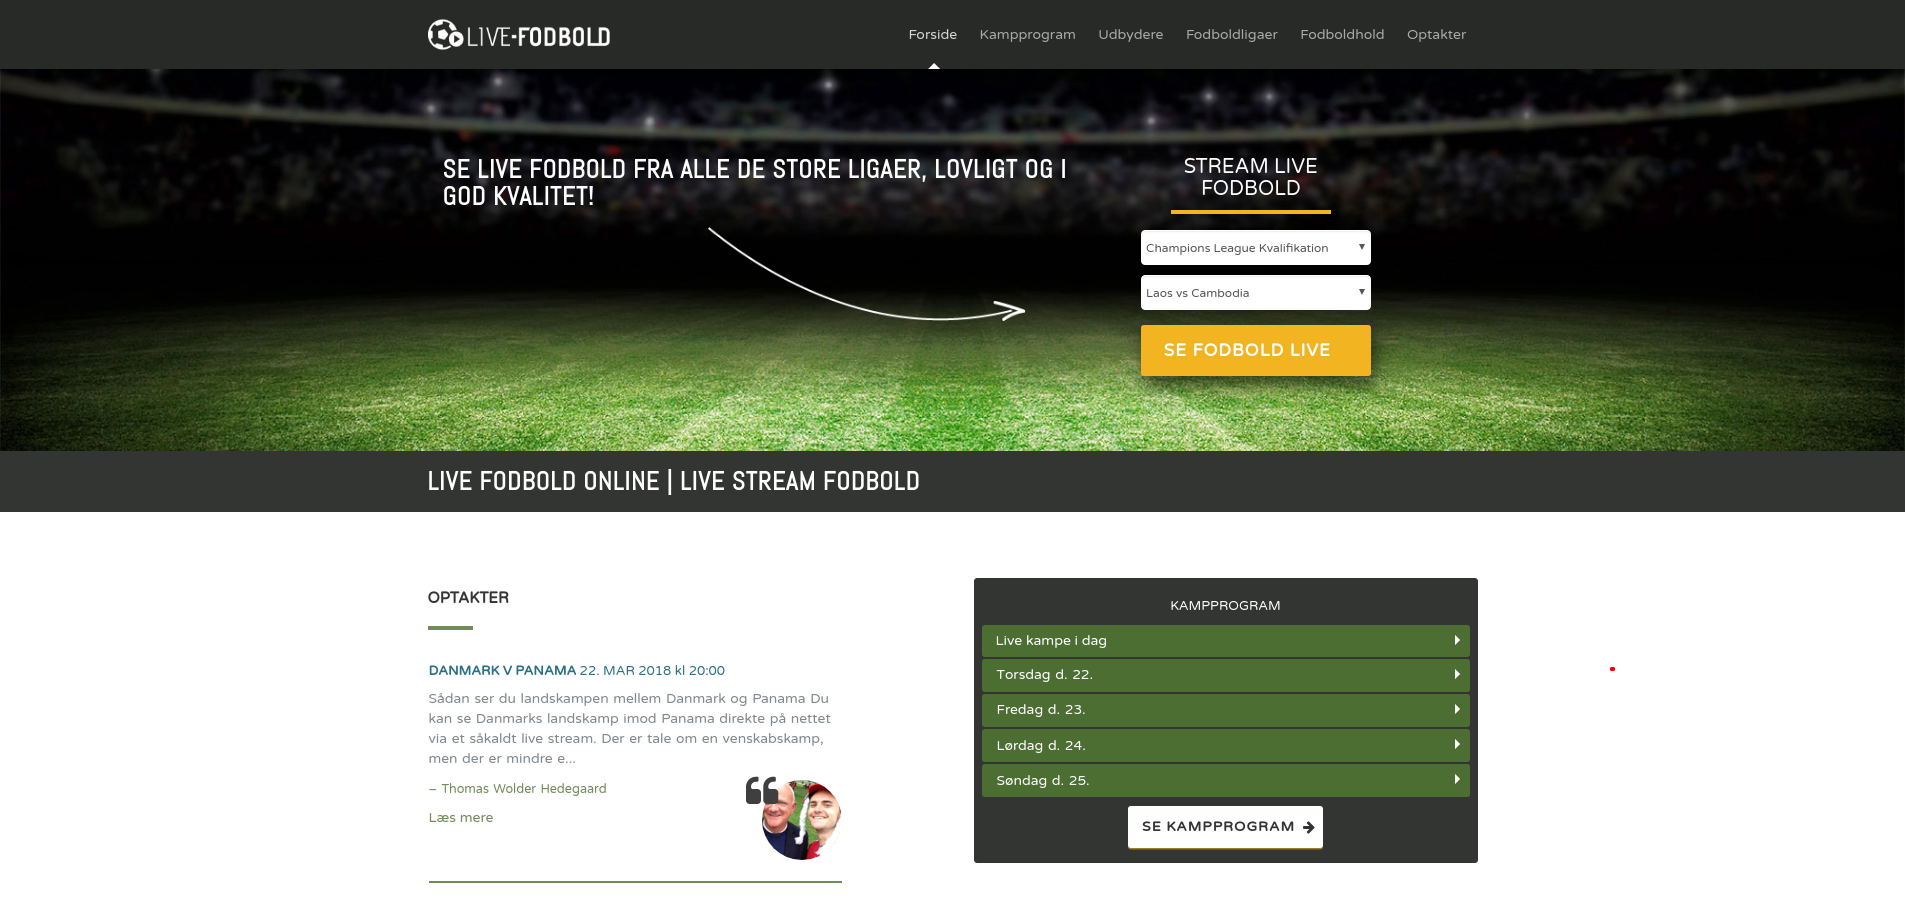 LIVE-FODBOLD
Forside Kampprogram Udbydere Fodboldligaer Fodboldhold Optakter
SE LIVE FODBOLD FRA ALLE DE STORE LIGAER, LOVLIGT OG I
GOD KVALITET!
STREAM LIVE
FODBOLD
Champions League Kvalifikation
Laos vs Cambodia
SE FODBOLD LIVE
LIVE FODBOLD ONLINE | LIVE STREAM FODBOLD
OPTAKTER
DANMARK V PANAMA 22. MAR 2018 kl 20:00
Sådan ser du landskampen mellem Danmark og Panama Du
kan se Danmarks landskamp imod Panama direkte på nettet
via et såkaldt live stream. Der er tale om en venskabskamp,
men der er mindre e...
– Thomas Wolder Hedegaard
Læs mere
KAMPPROGRAM
Live kampe i dag
Torsdag d. 22.
Fredag d. 23.
Lørdag d. 24.
Søndag d. 25.
SE KAMPPROGRAM